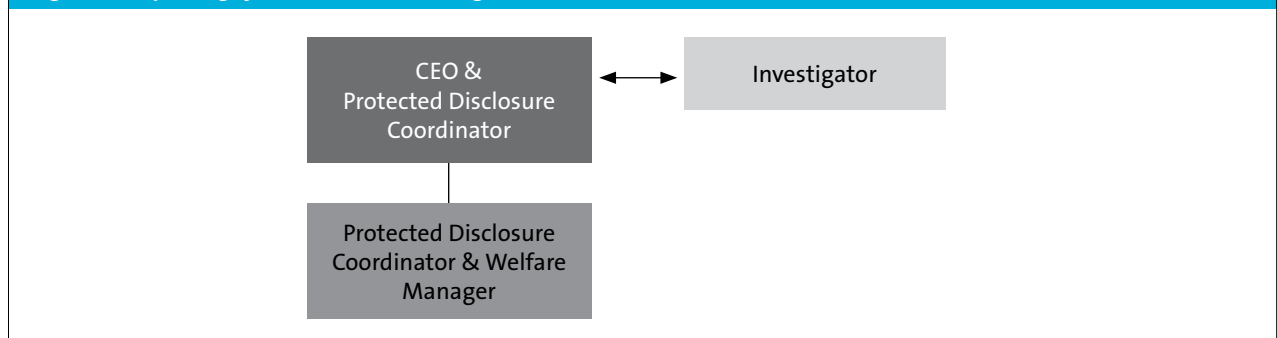 CEO &
Protected Disclosure
Coordinator
Investigator
Protected Disclosure
Coordinator & Welfare
Manager